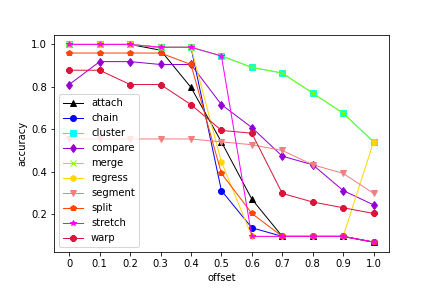 1.0
0.8
0.6
0.4
0.2
accuracy
attach
chain
cluster
compare
merge
regress
segment
split
stretch
warp
0 0.1 0.2 0.3 0.4 0.5 0.6 0.7 0.8 0.9 1.0
offset